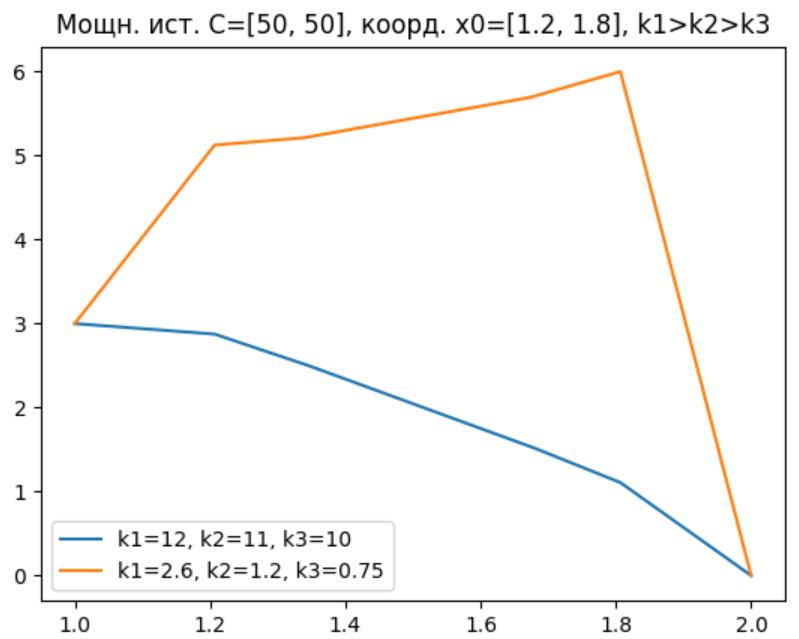 Мощн. ист. C=[50, 50], коорд. x0=[1.2, 1.8], k1>k2>k3
6
5
4
3
2
1
0
k1=12, k2=11, k3=10
k1=2.6, k2=1.2, k3=0.75
1.0 1.2 1.4 1.6 1.8 2.0